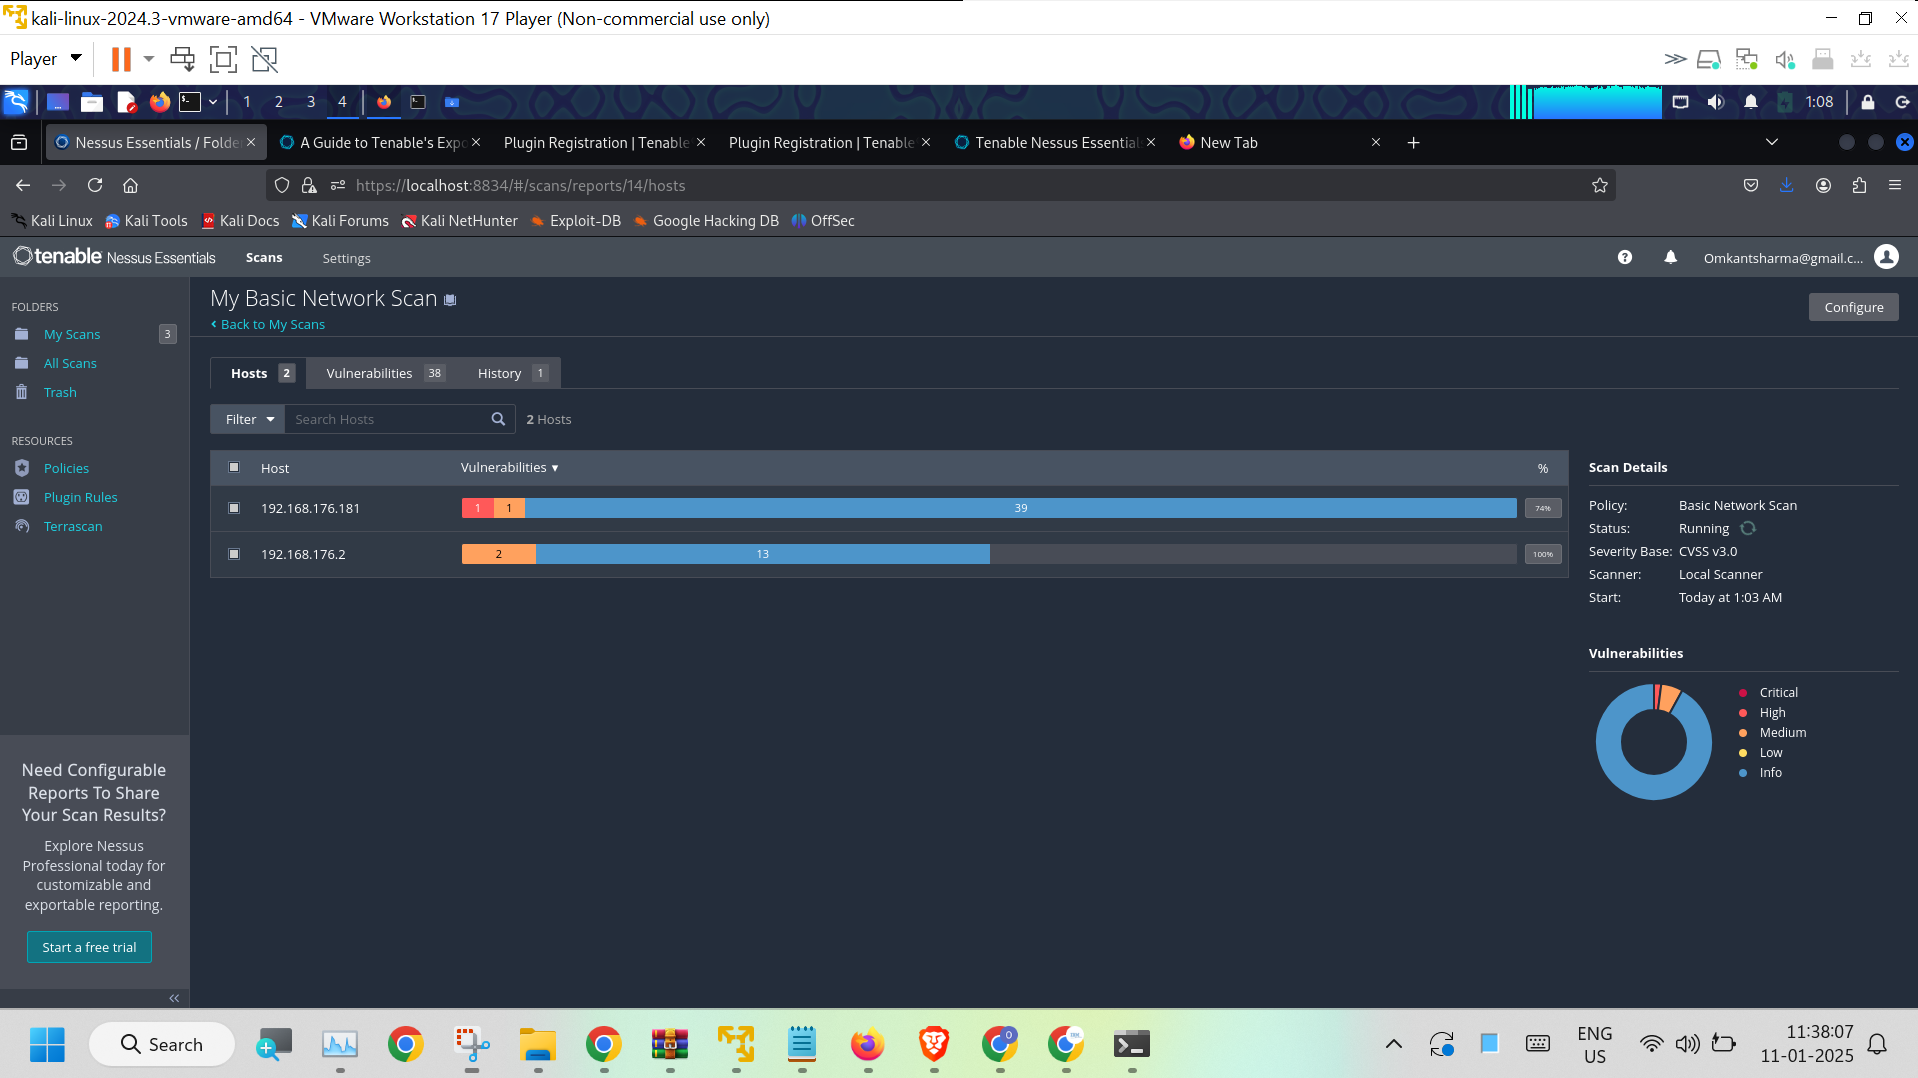 kali-linux-2024.3-vmware-amd64 - VMware Workstation 17 Player (Non-commercial use only)
Player
1 2 3 4 1:08
Nessus Essentials / Folde A Guide to Tenable's Expo Plugin Registration | Tenable Plugin Registration | Tenable Tenable Nessus Essential New Tab
https://localhost:8834/#/scans/reports/14/hosts
Kali Linux Kali Tools Kali Docs Kali Forums Kali NetHunter Exploit-DB Google Hacking DB OffSec
tenable Nessus Essentials Scans Settings Omkantsharma@gmail.c...
FOLDERS
My Scans 3
All Scans
Trash
RESOURCES
Policies
Plugin Rules
Terrascan
Need Configurable
Reports To Share
Your Scan Results?
Explore Nessus
Professional today for
customizable and
exportable reporting.
Start a free trial
My Basic Network Scan
Back to My Scans
Configure
Hosts 2 Vulnerabilities 38 History 1
Filter Search Hosts 2 Hosts
Host Vulnerabilities %
192.168.176.181 1 1 39 74%
192.168.176.2 2 13 100%
Scan Details
Policy: Basic Network Scan
Status: Running
Severity Base: CVSS v3.0
Scanner: Local Scanner
Start: Today at 1:03 AM
Vulnerabilities
Critical
High
Medium
Low
Info
Search
ENG
US
11:38:07
11-01-2025